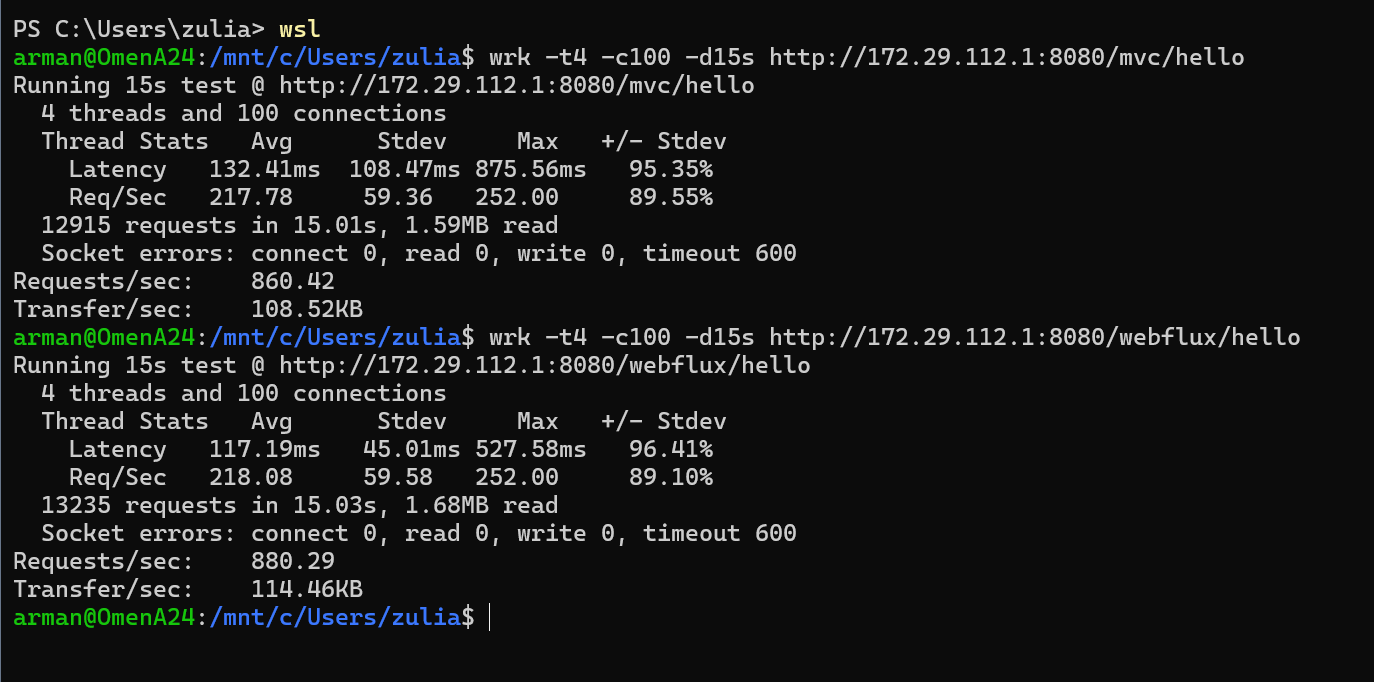 PS C:\Users\zulia> wsl
arman@OmenA24:/mnt/c/Users/zulia$ wrk -t4 -c100 -d15s http://172.29.112.1:8080/mvc/hello
Running 15s test @ http://172.29.112.1:8080/mvc/hello
  4 threads and 100 connections
  Thread Stats   Avg      Stdev     Max   +/- Stdev
    Latency   132.41ms  108.47ms 875.56ms   95.35%
    Req/Sec   217.78     59.36   252.00     89.55%
  12915 requests in 15.01s, 1.59MB read
  Socket errors: connect 0, read 0, write 0, timeout 600
Requests/sec:    860.42
Transfer/sec:    108.52KB
arman@OmenA24:/mnt/c/Users/zulia$ wrk -t4 -c100 -d15s http://172.29.112.1:8080/webflux/hello
Running 15s test @ http://172.29.112.1:8080/webflux/hello
  4 threads and 100 connections
  Thread Stats   Avg      Stdev     Max   +/- Stdev
    Latency   117.19ms   45.01ms 527.58ms   96.41%
    Req/Sec   218.08     59.58   252.00     89.10%
  13235 requests in 15.03s, 1.68MB read
  Socket errors: connect 0, read 0, write 0, timeout 600
Requests/sec:    880.29
Transfer/sec:    114.46KB
arman@OmenA24:/mnt/c/Users/zulia$